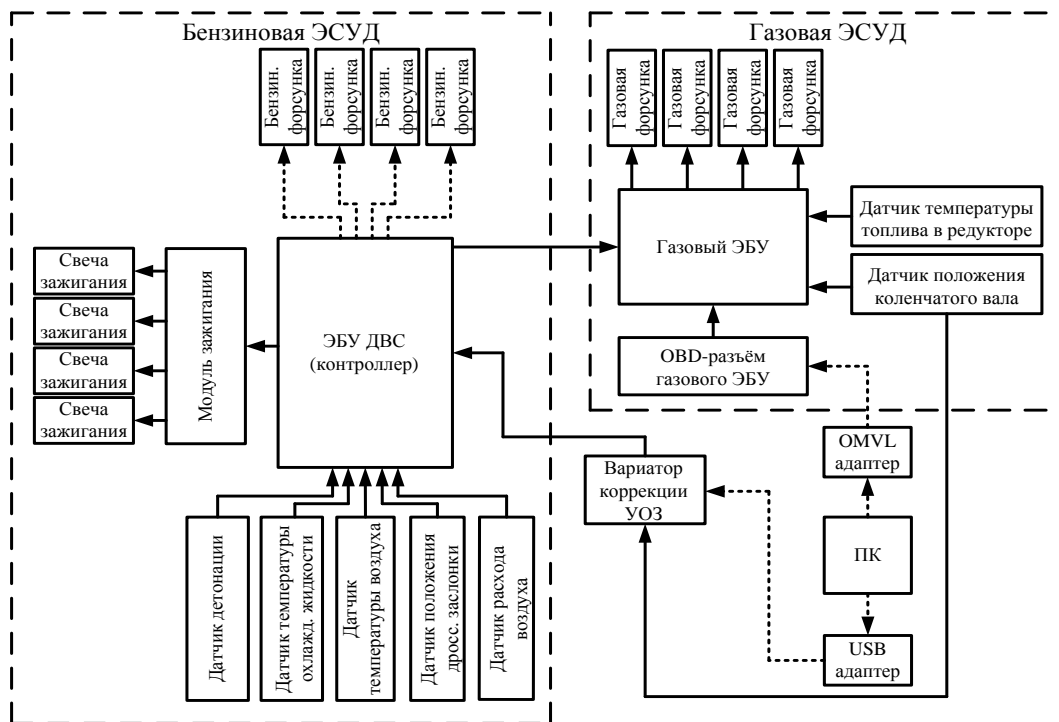 Бензиновая ЭСУД
Бензин.
форсунка
Бензин.
форсунка
Бензин.
форсунка
Бензин.
форсунка
Свеча
зажигания
Свеча
зажигания
Свеча
зажигания
Свеча
зажигания
Модуль зажигания
ЭБУ ДВС
(контроллер)
Датчик детонации
Датчик температуры
охлажд. жидкости
Датчик
температуры воздуха
Датчик положения
дросс. заслонки
Датчик расхода
воздуха
Газовая ЭСУД
Газовая
форсунка
Газовая
форсунка
Газовая
форсунка
Газовая
форсунка
Газовый ЭБУ
Датчик температуры
топлива в редукторе
Датчик положения
коленчатого вала
OBD-разъём
газового ЭБУ
Вариатор
коррекции
УОЗ
OMVL
адаптер
ПК
USB
адаптер